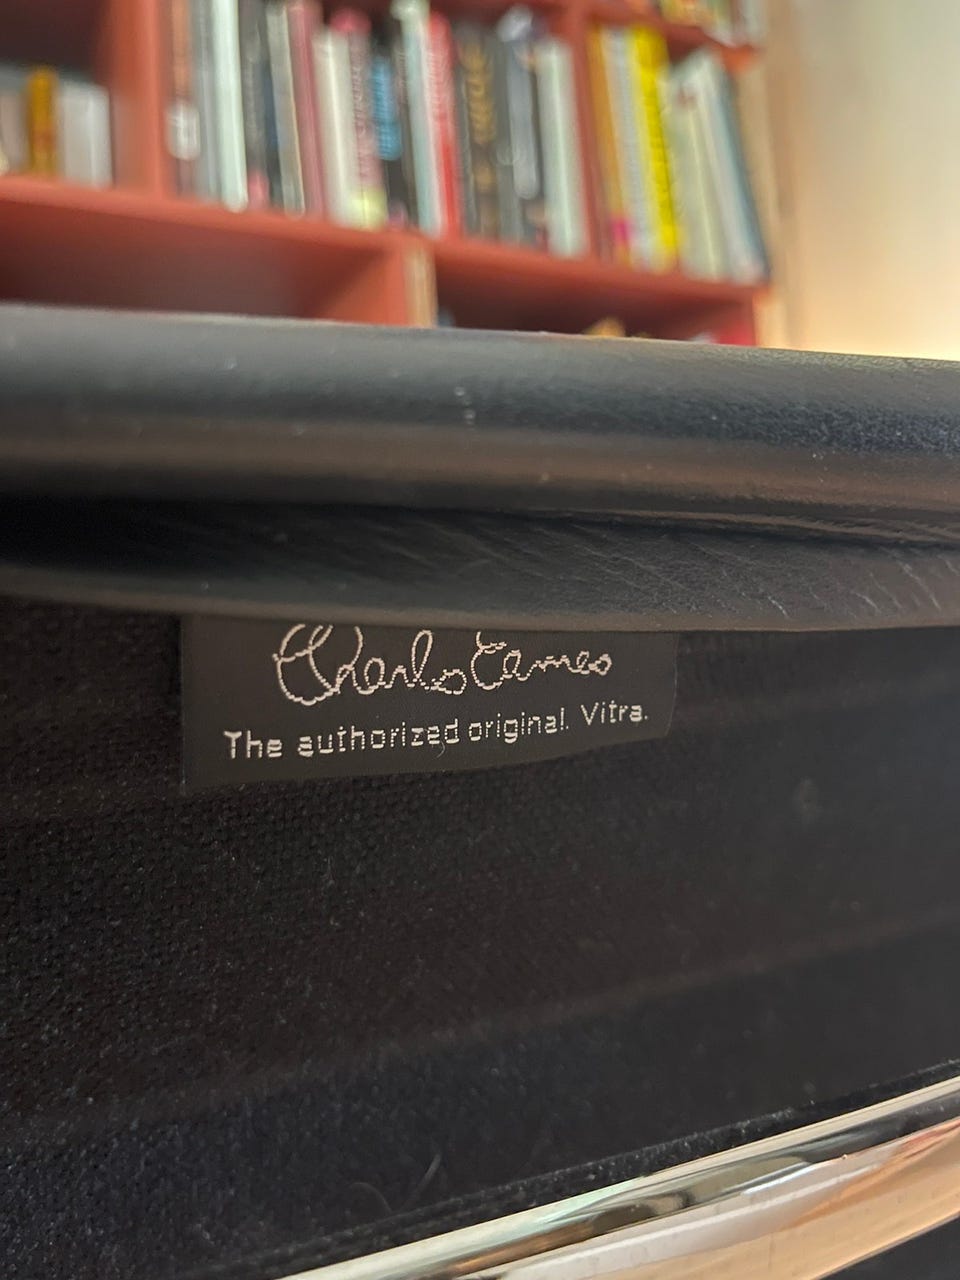 Charles Eames
The authorized original. Vitra.